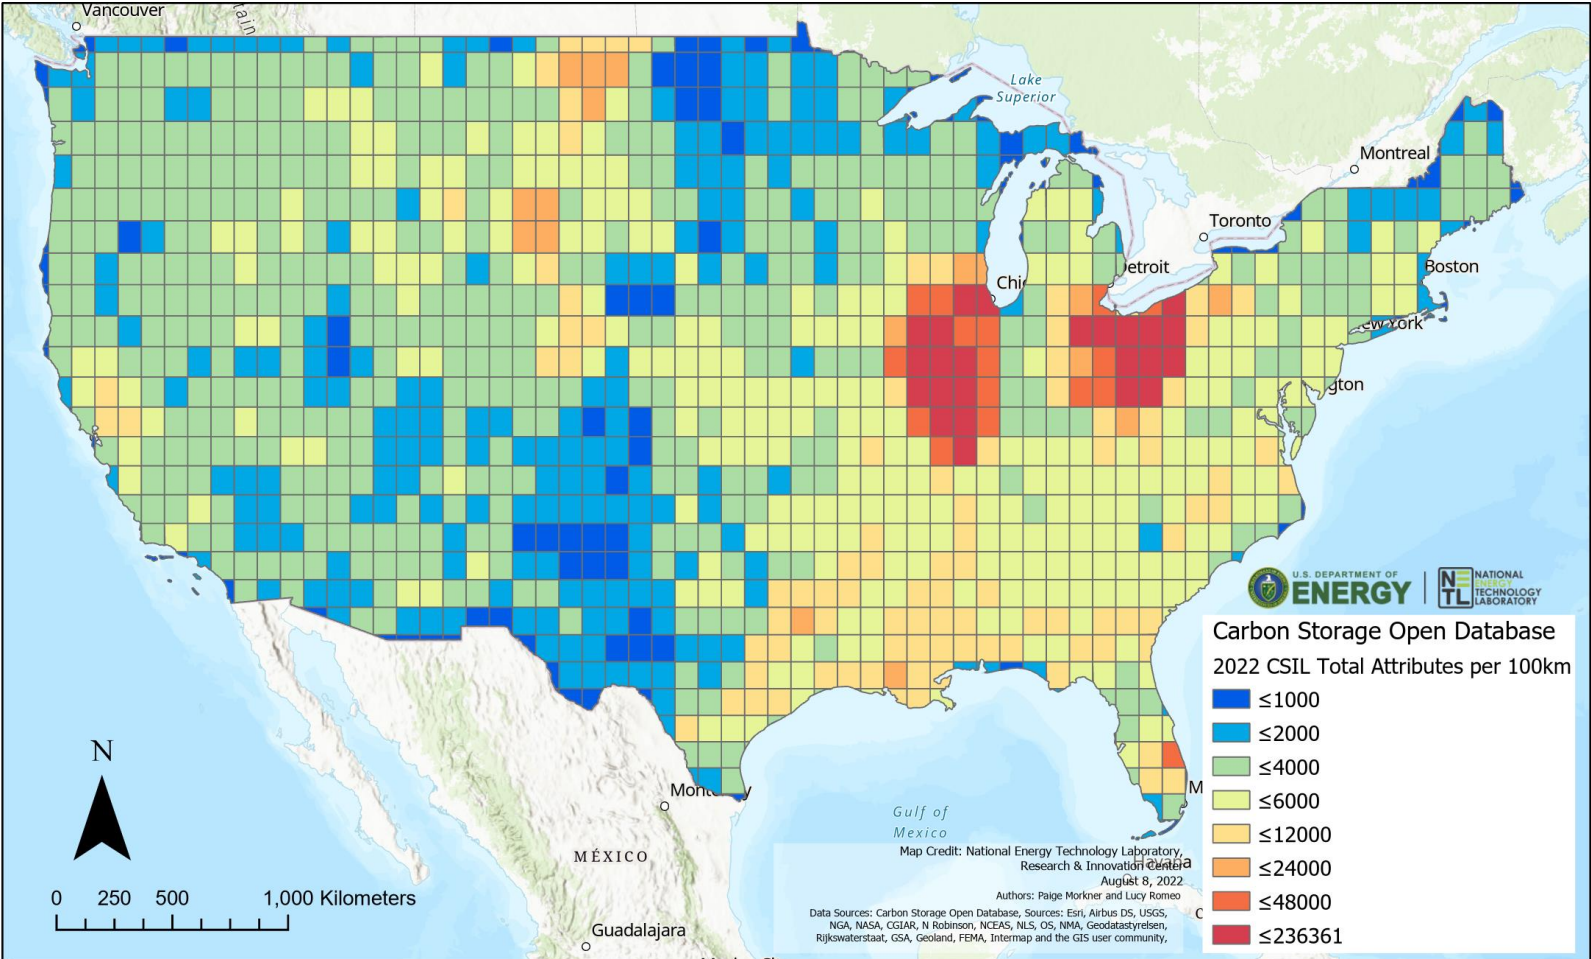 Vancouver
tain
Lake
Superior
Montreal
Toronto
Boston
Detroit
Chi
ew York
gton
U.S. DEPARTMENT OF
ENERGY
NE
TL
NATIONAL
ENERGY
TECHNOLOGY
LABORATORY
Carbon Storage Open Database
2022 CSIL Total Attributes per 100km
≤1000
≤2000
≤4000
≤6000
≤12000
≤24000
≤48000
≤236361
N
0 250 500 1,000 Kilometers
MÉXICO
Guadalajara
Gulf of
Mexico
M
Havana
Map Credit: National Energy Technology Laboratory,
Research & Innovation Center
August 8, 2022
Authors: Paige Morkner and Lucy Romeo
Data Sources: Carbon Storage Open Database, Sources: Esri, Airbus DS, USGS,
NGA, NASA, CGIAR, N Robinson, NCEAS, NLS, OS, NMA, Geodatastyrelsen,
Rijkswaterstaat, GSA, Geoland, FEMA, Intermap and the GIS user community,